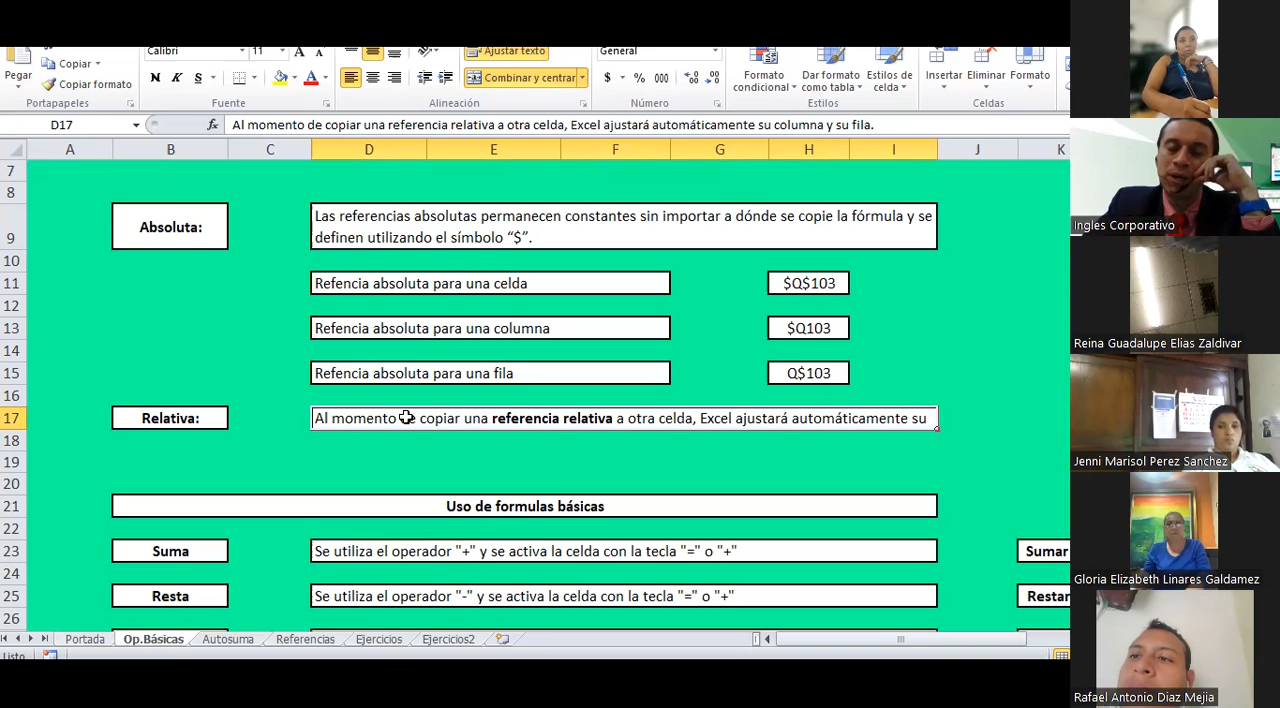 Calibri 11 A A Ajustar texto General
Pegar Copiar Copiar formato N K S A Combinar y centrar $ % 000 Formato condicional Dar formato como tabla Estilos de celda Insertar Eliminar Formato
Portapapeles Fuente Alineación Número Estilos Celdas
D17 fx Al momento de copiar una referencia relativa a otra celda, Excel ajustará automáticamente su columna y su fila.
A B C D E F G H I J K
7
8
9 Absoluta: Las referencias absolutas permanecen constantes sin importar a dónde se copie la fórmula y se
definen utilizando el símbolo “$”.
10
11 Refencia absoluta para una celda $Q$103
12
13 Refencia absoluta para una columna $Q103
14
15 Refencia absoluta para una fila Q$103
16
17 Relativa: Al momento de copiar una referencia relativa a otra celda, Excel ajustará automáticamente su
18
19
20
21 Uso de formulas básicas
22
23 Suma Se utiliza el operador "+" y se activa la celda con la tecla "=" o "+" Sumar
24
25 Resta Se utiliza el operador "-" y se activa la celda con la tecla "=" o "+" Restar
26
Portada Op.Básicas Autosuma Referencias Ejercicios Ejercicios2
Listo
Ingles Corporativo
Reina Guadalupe Elias Zaldivar
Jenni Marisol Perez Sanchez
Gloria Elizabeth Linares Galdamez
Rafael Antonio Diaz Mejia